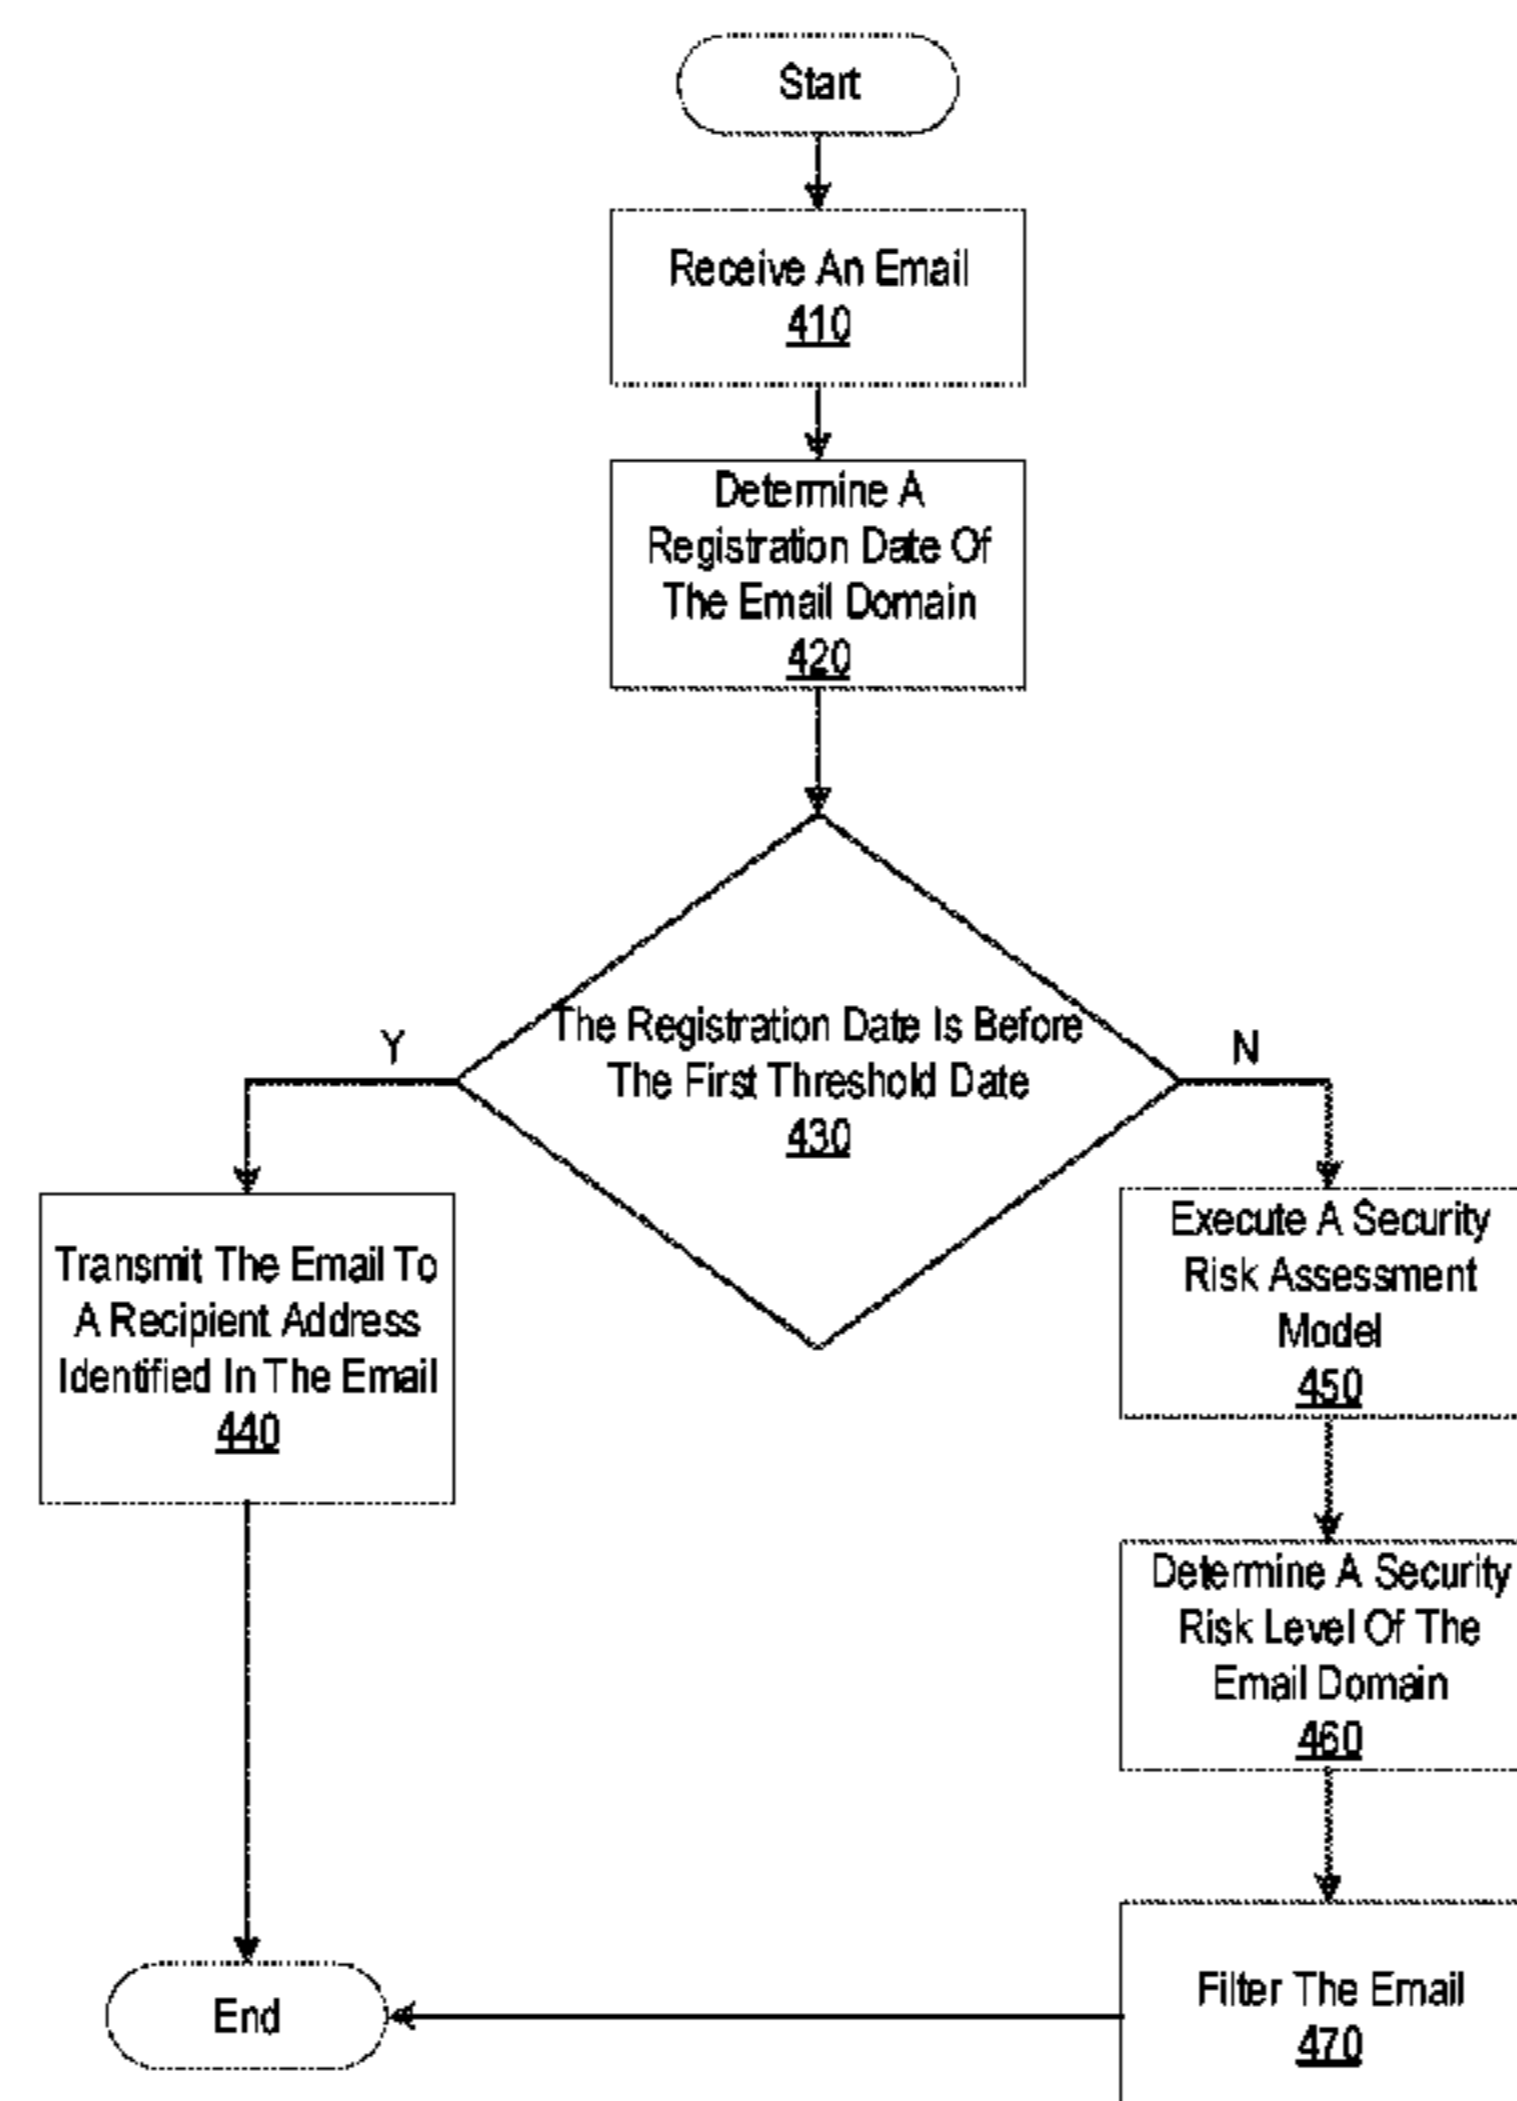 Start
Receive An Email
410
Determine A
Registration Date Of
The Email Domain
420
The Registration Date Is Before
The First Threshold Date
430
Y
N
Transmit The Email To
A Recipient Address
Identified In The Email
440
Execute A Security
Risk Assessment
Model
450
Determine A Security
Risk Level Of The
Email Domain
460
Filter The Email
470
End